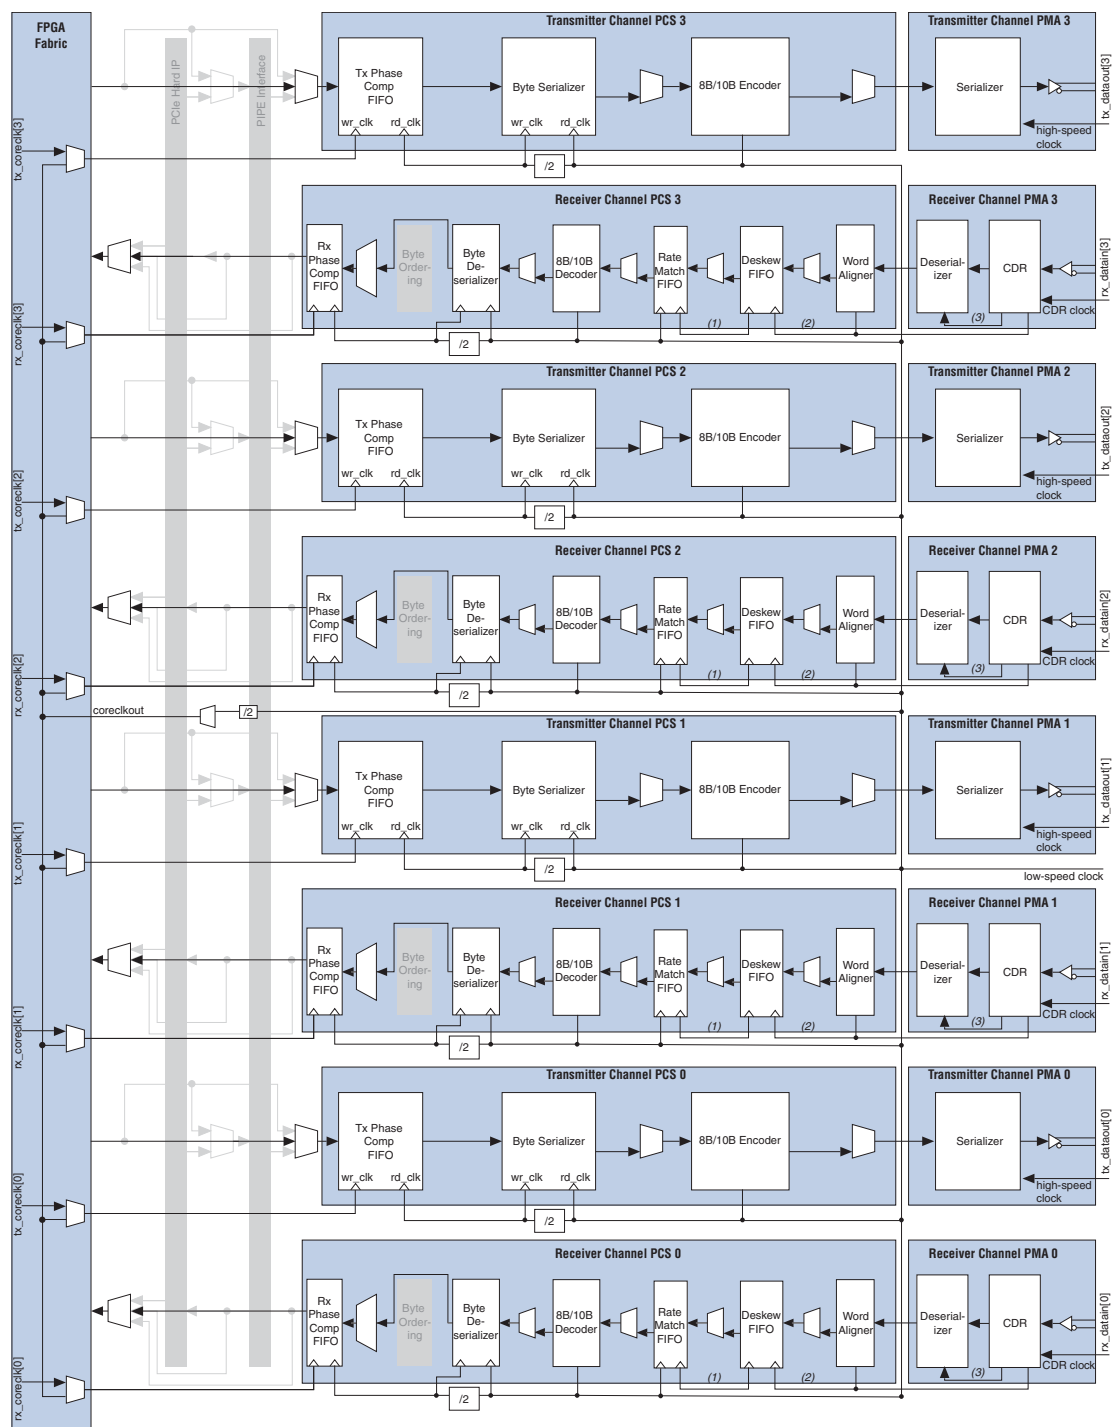 FPGA
Fabric
PCIe Hard IP
PIPE Interface
Transmitter Channel PCS 3
Tx Phase
Comp
FIFO
wr_clk
rd_clk
Byte Serializer
wr_clk
rd_clk
8B/10B Encoder
/2
Transmitter Channel PMA 3
Serializer
high-speed
clock
tx_dataout[3]
tx_coreclk[3]
Receiver Channel PCS 3
Rx
Phase
Comp
FIFO
Byte
Order-
ing
Byte
De-
serializer
8B/10B
Decoder
Rate
Match
FIFO
Deskew
FIFO
Word
Aligner
(1)
(2)
/2
Receiver Channel PMA 3
Deserial-
izer
CDR
(3)
CDR clock
rx_datain[3]
rx_coreclk[3]
Transmitter Channel PCS 2
Tx Phase
Comp
FIFO
wr_clk
rd_clk
Byte Serializer
wr_clk
rd_clk
8B/10B Encoder
/2
Transmitter Channel PMA 2
Serializer
high-speed
clock
tx_dataout[2]
tx_coreclk[2]
Receiver Channel PCS 2
Rx
Phase
Comp
FIFO
Byte
Order-
ing
Byte
De-
serializer
8B/10B
Decoder
Rate
Match
FIFO
Deskew
FIFO
Word
Aligner
(1)
(2)
/2
Receiver Channel PMA 2
Deserial-
izer
CDR
(3)
CDR clock
rx_datain[2]
rx_coreclk[2]
coreclkout
/2
Transmitter Channel PCS 1
Tx Phase
Comp
FIFO
wr_clk
rd_clk
Byte Serializer
wr_clk
rd_clk
8B/10B Encoder
/2
Transmitter Channel PMA 1
Serializer
high-speed
clock
tx_dataout[1]
low-speed clock
tx_coreclk[1]
Receiver Channel PCS 1
Rx
Phase
Comp
FIFO
Byte
Order-
ing
Byte
De-
serializer
8B/10B
Decoder
Rate
Match
FIFO
Deskew
FIFO
Word
Aligner
(1)
(2)
/2
Receiver Channel PMA 1
Deserial-
izer
CDR
(3)
CDR clock
rx_datain[1]
rx_coreclk[1]
Transmitter Channel PCS 0
Tx Phase
Comp
FIFO
wr_clk
rd_clk
Byte Serializer
wr_clk
rd_clk
8B/10B Encoder
/2
Transmitter Channel PMA 0
Serializer
high-speed
clock
tx_dataout[0]
tx_coreclk[0]
Receiver Channel PCS 0
Rx
Phase
Comp
FIFO
Byte
Order-
ing
Byte
De-
serializer
8B/10B
Decoder
Rate
Match
FIFO
Deskew
FIFO
Word
Aligner
(1)
(2)
/2
Receiver Channel PMA 0
Deserial-
izer
CDR
(3)
CDR clock
rx_datain[0]
rx_coreclk[0]